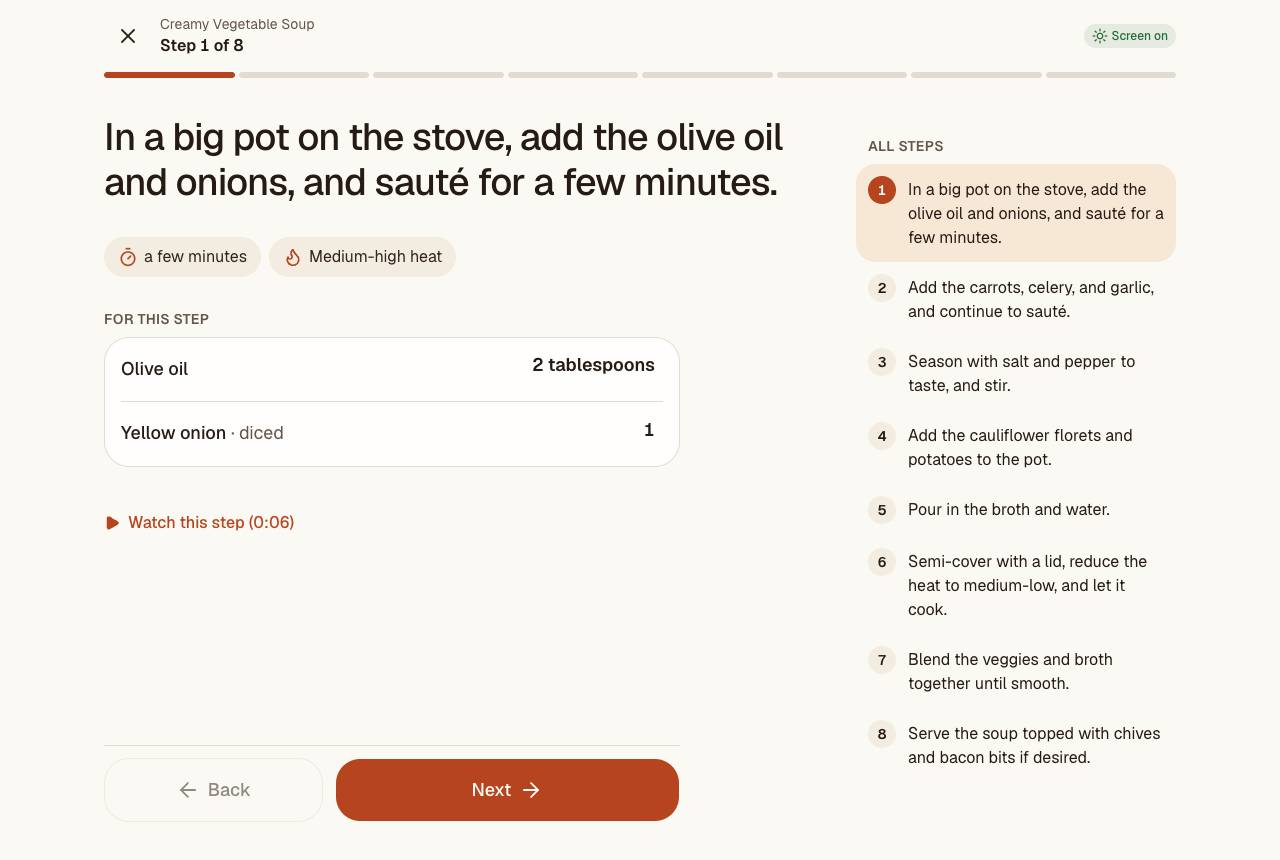 Creamy Vegetable Soup
Step 1 of 8
Screen on
In a big pot on the stove, add the olive oil
and onions, and sauté for a few minutes.
a few minutes
Medium-high heat
FOR THIS STEP
Olive oil 2 tablespoons
Yellow onion · diced 1
Watch this step (0:06)
Back
Next
ALL STEPS
1 In a big pot on the stove, add the
olive oil and onions, and sauté for a
few minutes.
2 Add the carrots, celery, and garlic,
and continue to sauté.
3 Season with salt and pepper to
taste, and stir.
4 Add the cauliflower florets and
potatoes to the pot.
5 Pour in the broth and water.
6 Semi-cover with a lid, reduce the
heat to medium-low, and let it
cook.
7 Blend the veggies and broth
together until smooth.
8 Serve the soup topped with chives
and bacon bits if desired.